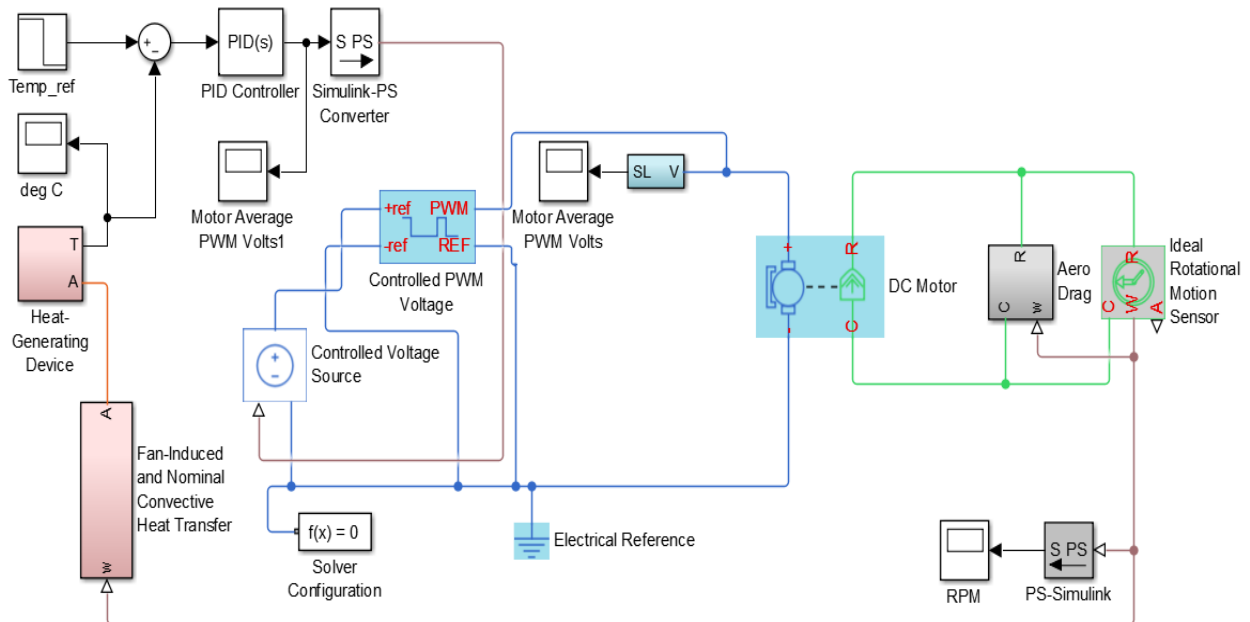 +
−
PID(s)
S PS
Temp_ref
PID Controller
Simulink-PS
Converter
deg C
Motor Average
PWM Volts1
SL V
Motor Average
PWM Volts
+ref PWM
-ref REF
Controlled PWM
Voltage
T
A
Heat-
Generating
Device
+
-
R
C
DC Motor
R
C
w
Aero
Drag
R
C
W
A
Ideal
Rotational
Motion
Sensor
+
−
Controlled Voltage
Source
A
w
Fan-Induced
and Nominal
Convective
Heat Transfer
f(x) = 0
Solver
Configuration
Electrical Reference
RPM
S PS
PS-Simulink